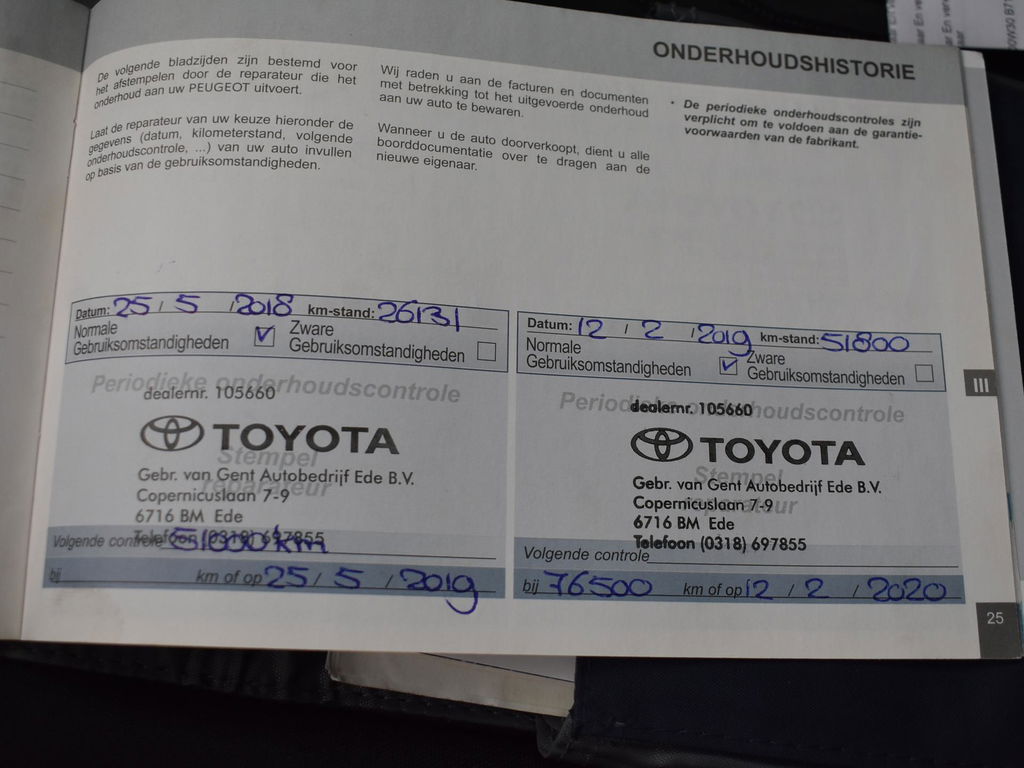 ONDERHOUDSHISTORIE
De volgende bladzijden zijn bestemd voor
het afstempelen door de reparateur die het
onderhoud aan uw PEUGEOT uitvoert.
Laat de reparateur van uw keuze hieronder de
gegevens (datum, kilometerstand, volgende
onderhoudscontrole, ...) van uw auto invullen
op basis van de gebruiksomstandigheden.
Wij raden u aan de facturen en documenten
met betrekking tot het uitgevoerde onderhoud
aan uw auto te bewaren.
Wanneer u de auto doorverkoopt, dient u alle
boorddocumentatie over te dragen aan de
nieuwe eigenaar.
• De periodieke onderhoudscontroles zijn
verplicht om te voldoen aan de garantie-
voorwaarden van de fabrikant.
Datum: 25 / 5 / 2018 km-stand: 26131
Normale
Gebruiksomstandigheden
Zware
Gebruiksomstandigheden
Periodieke onderhoudscontrole
dealernr. 105660
TOYOTA
Stempel
reparateur
Gebr. van Gent Autobedrijf Ede B.V.
Copernicuslaan 7-9
6716 BM Ede
Telefoon (0318) 697855
Volgende controle 51000 km
bij km of op 25 / 5 / 2019
Datum: 12 / 2 / 2019 km-stand: 51800
Normale
Gebruiksomstandigheden
Zware
Gebruiksomstandigheden
Periodieke onderhoudscontrole
dealernr. 105660
TOYOTA
Stempel
reparateur
Gebr. van Gent Autobedrijf Ede B.V.
Copernicuslaan 7-9
6716 BM Ede
Telefoon (0318) 697855
Volgende controle
bij 76500 km of op 12 / 2 / 2020
III
25